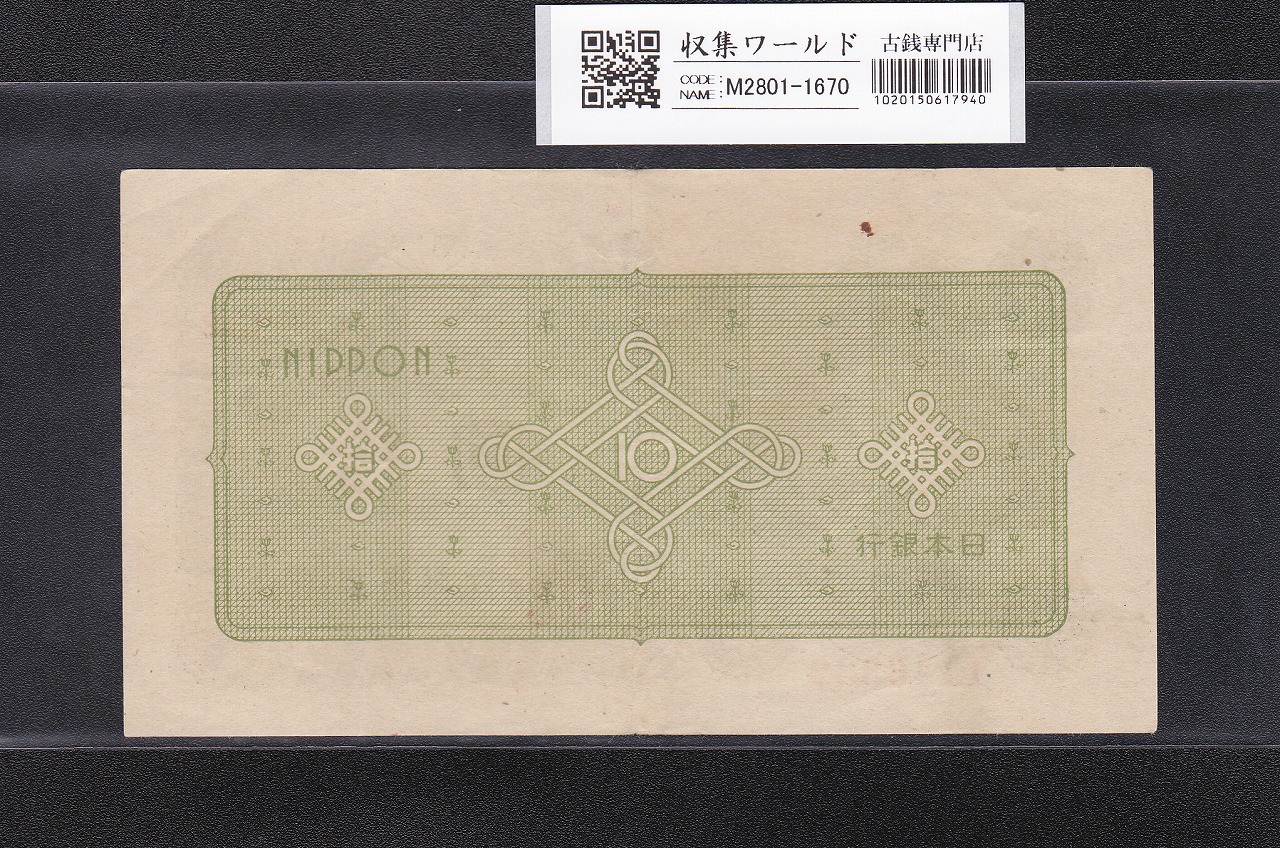 収集ワールド
古銭専門店
CODE:
NAME:
M2801-1670
1020150617940
NIPPON
拾
10
拾
行銀本日